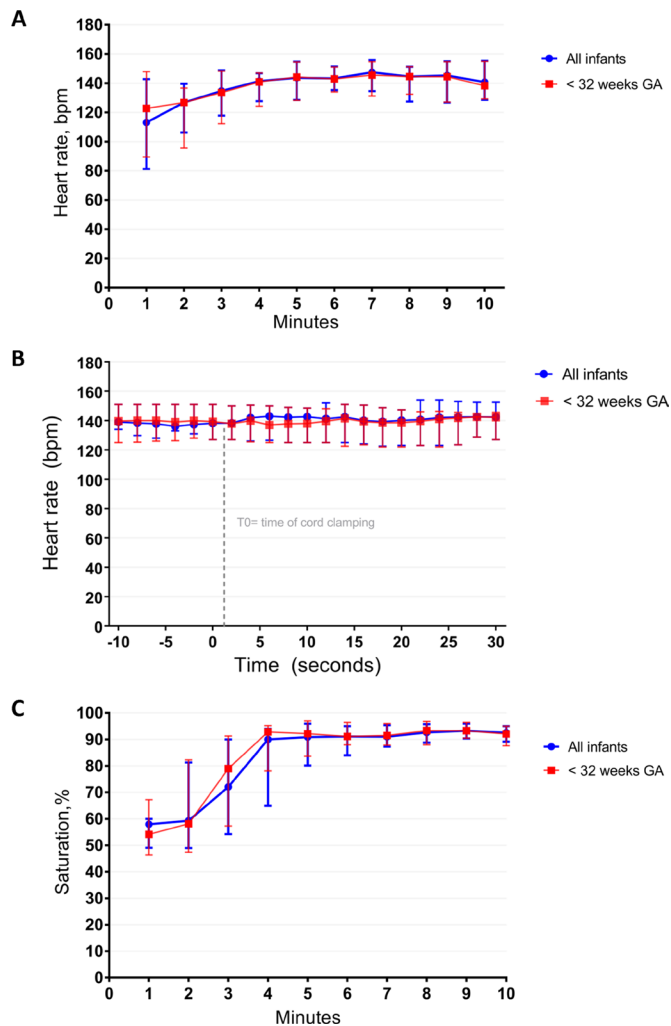 A
180
160
140
120
100
80
60
40
20
0
Heart rate, bpm
0 1 2 3 4 5 6 7 8 9 10
Minutes
All infants
< 32 weeks GA
B
180
160
140
120
100
80
60
40
20
0
Heart rate (bpm)
T0= time of cord clamping
-10 -5 0 5 10 15 20 25 30
Time (seconds)
All infants
< 32 weeks GA
C
100
90
80
70
60
50
40
30
20
10
0
Saturation,%
0 1 2 3 4 5 6 7 8 9 10
Minutes
All infants
< 32 weeks GA